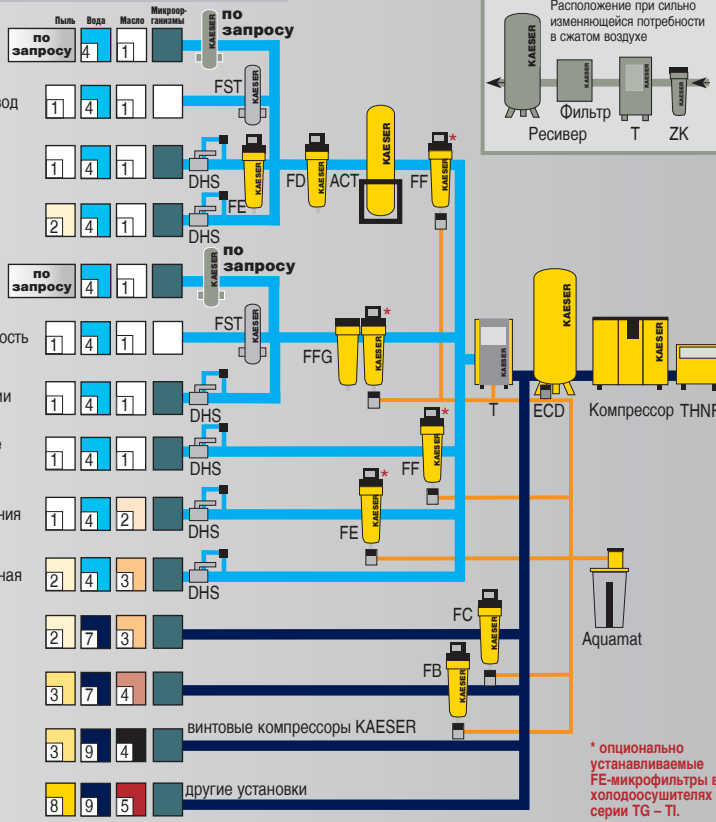 Пыль Вода Масло Микроор-
ганизмы
по
запросу
4 1
по
запросу
KAESER
Расположение при сильно
изменяющейся потребности
в сжатом воздухе
KAESER
Фильтр
Ресивер T ZK
1 4 1
FST
KAESER
1 4 1
DHS
KAESER
FE
KAESER
FD
KAESER
ACT
KAESER
FF
*
2 4 1
DHS
по
запросу
4 1
KAESER
по
запросу
1 4 1
FST
KAESER
FFG
KAESER
*
KAESER
T
KAESER
ECD
KAESER
Компрессор
1 4 1
DHS
1 4 1
DHS
KAESER
FF
*
1 4 2
DHS
KAESER
FE
*
2 4 3
DHS
Aquamat
2 7 3
FC
KAESER
3 7 4
FB
KAESER
3 9 4
винтовые компрессоры KAESER
8 9 5
другие установки
* опционально
устанавливаемые
FE-микрофильтры в
холодоосушителях
серии TG – TI.